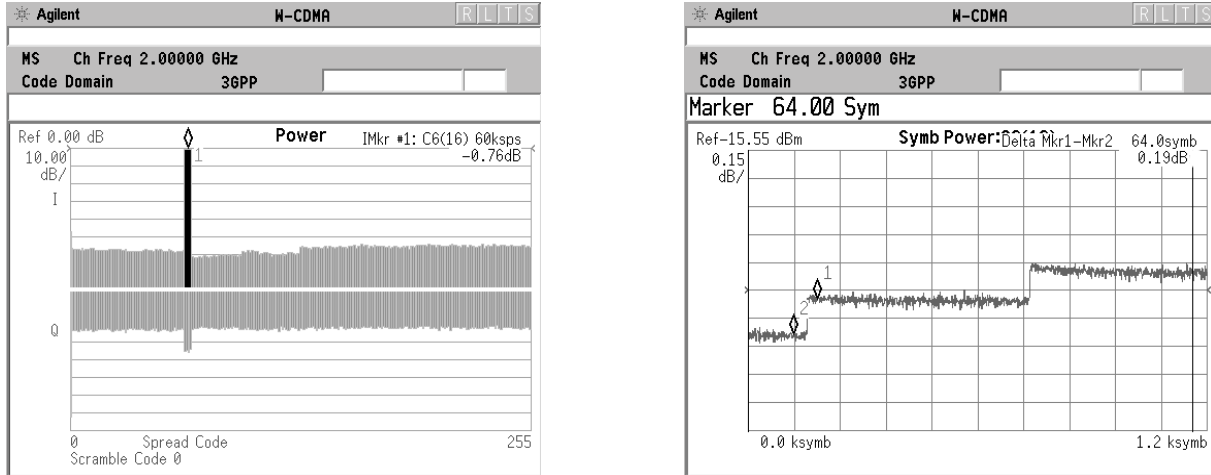 Agilent W-CDMA R L T S
MS Ch Freq 2.00000 GHz
Code Domain 3GPP
Ref 0.00 dB Power IMkr #1: C6(16) 60ksps
10.00 1 -0.76dB
dB/
I
Q
0 Spread Code 255
Scramble Code 0
Agilent W-CDMA R L T S
MS Ch Freq 2.00000 GHz
Code Domain 3GPP
Marker 64.00 Sym
Ref-15.55 dBm Symb Power: Delta Mkr1-Mkr2 64.0symb
0.15 0.19dB
dB/
1
2
0.0 ksymb 1.2 ksymb